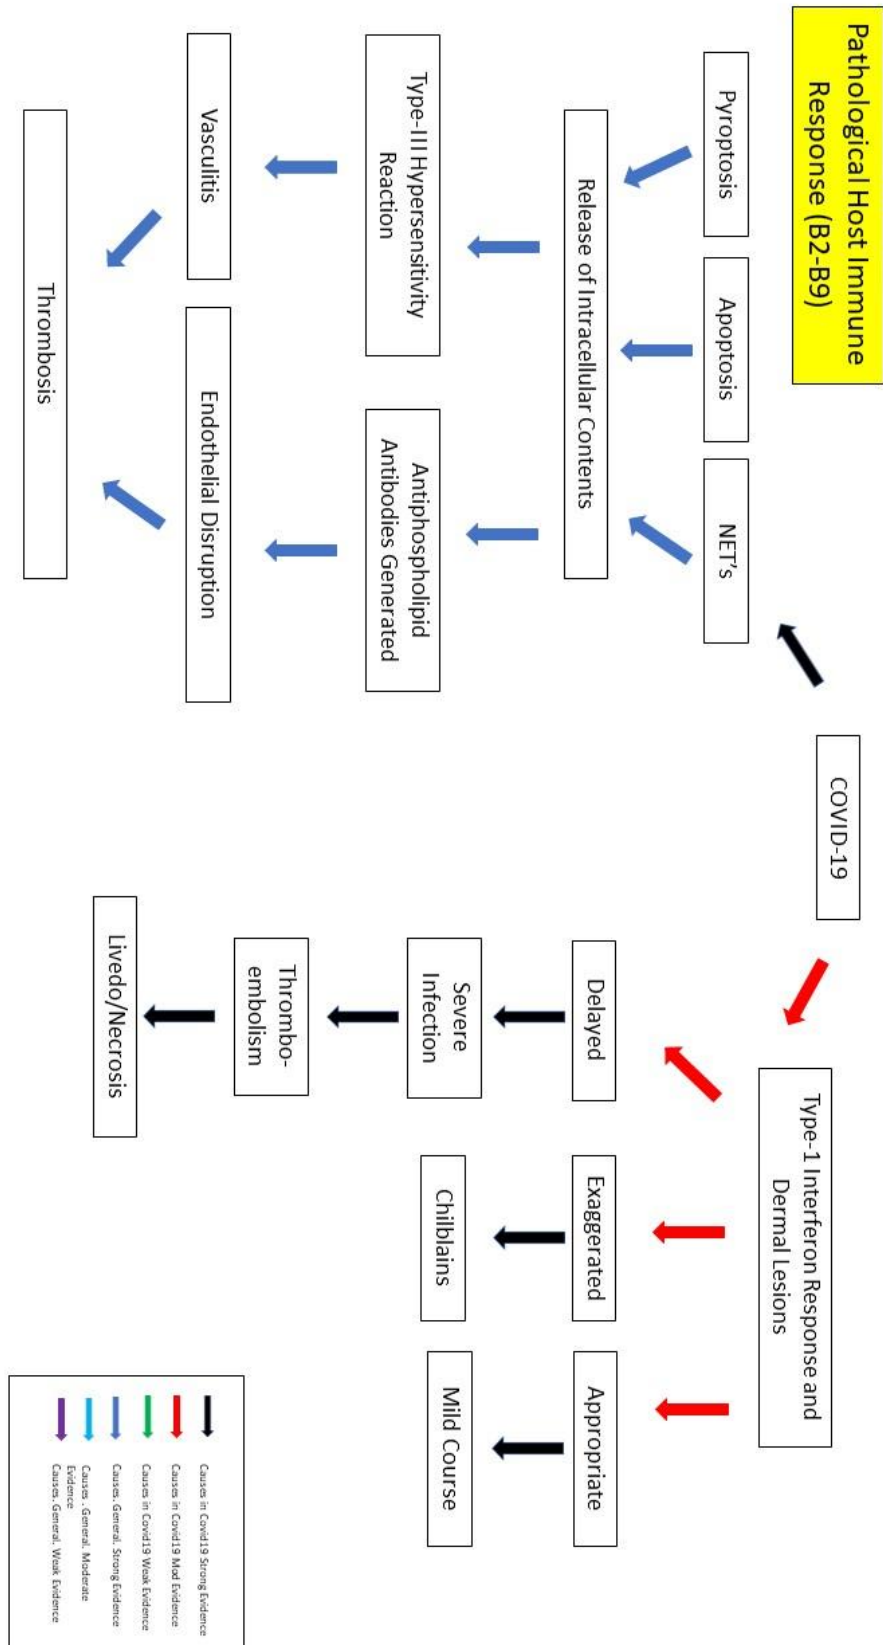 Pathological Host Immune
Response (B2-B9)
COVID-19
Type-1 Interferon Response and
Dermal Lesions
Pyroptosis
Apoptosis
NET's
Release of Intracellular Contents
Type-III Hypersensitivity
Reaction
Antiphospholipid
Antibodies Generated
Vasculitis
Endothelial Disruption
Thrombosis
Delayed
Exaggerated
Appropriate
Severe
Infection
Chilblains
Mild Course
Thrombo-
embolism
Livedo/Necrosis
Causes in Covid19 Strong Evidence
Causes in Covid19 Mod Evidence
Causes in Covid19 Weak Evidence
Causes. General. Strong Evidence
Causes . General. Moderate
Evidence
Causes. General. Weak Evidence